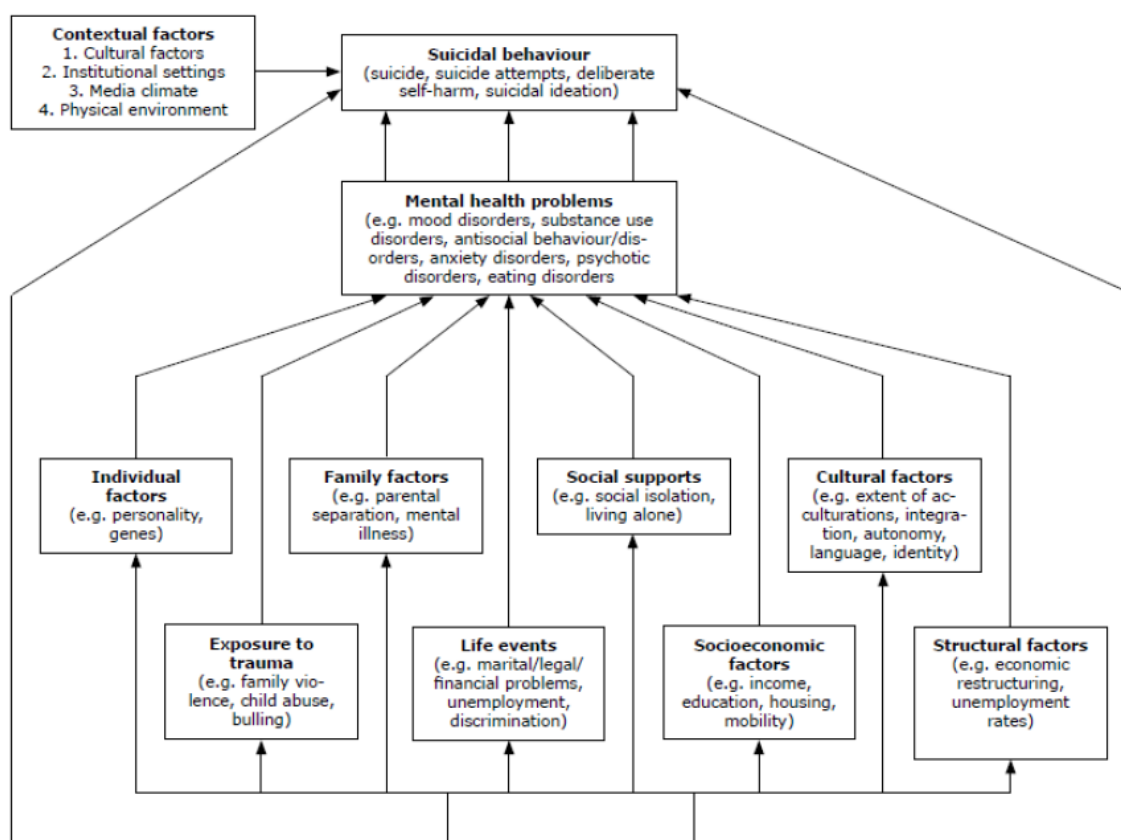 Contextual factors
1. Cultural factors
2. Institutional settings
3. Media climate
4. Physical environment
Suicidal behaviour
(suicide, suicide attempts, deliberate
self-harm, suicidal ideation)
Mental health problems
(e.g. mood disorders, substance use
disorders, antisocial behaviour/dis-
orders, anxiety disorders, psychotic
disorders, eating disorders
Individual
factors
(e.g. personality,
genes)
Family factors
(e.g. parental
separation, mental
illness)
Social supports
(e.g. social isolation,
living alone)
Cultural factors
(e.g. extent of ac-
culturations, integra-
tion, autonomy,
language, identity)
Exposure to
trauma
(e.g. family vio-
lence, child abuse,
bulling)
Life events
(e.g. marital/legal/
financial problems,
unemployment,
discrimination)
Socioeconomic
factors
(e.g. income,
education, housing,
mobility)
Structural factors
(e.g. economic
restructuring,
unemployment
rates)